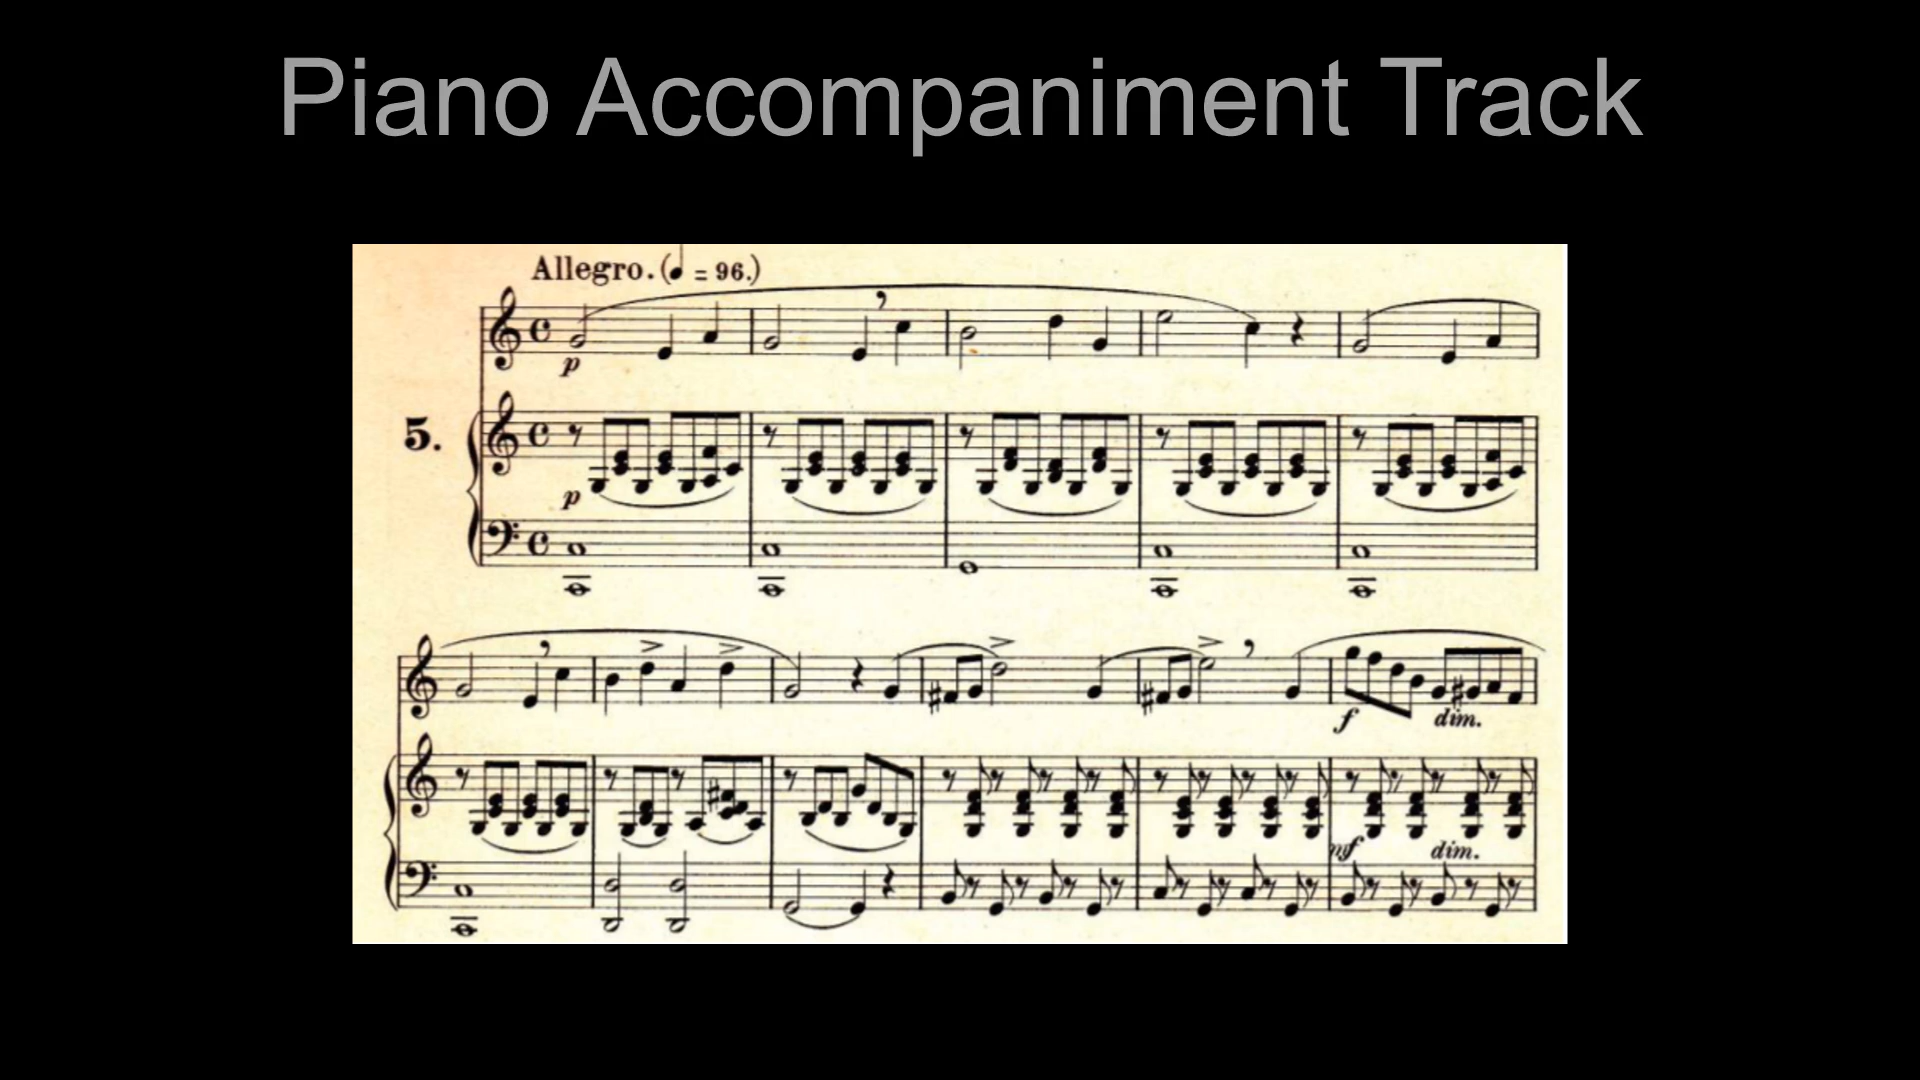 Piano Accompaniment Track
Allegro. (♩ = 96.)
p
5.
p
f dim.
mf dim.